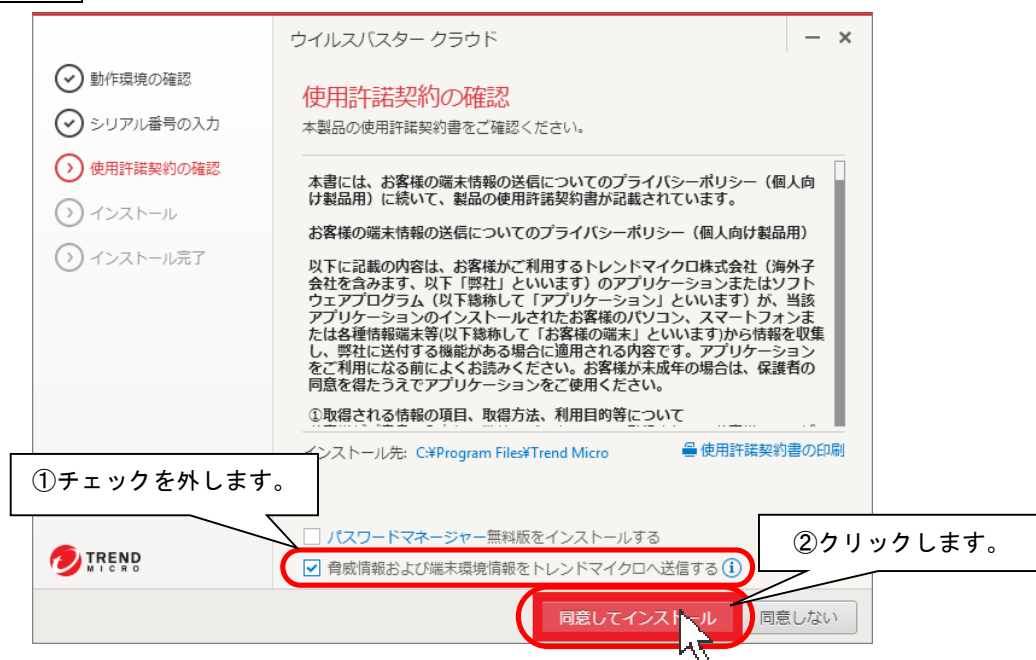 ウイルスバスター クラウド
動作環境の確認
シリアル番号の入力
使用許諾契約の確認
インストール
インストール完了
使用許諾契約の確認
本製品の使用許諾契約書をご確認ください。
本書には、お客様の端末情報の送信についてのプライバシーポリシー（個人向
け製品用）に続いて、製品の使用許諾契約書が記載されています。
お客様の端末情報の送信についてのプライバシーポリシー（個人向け製品用）
以下に記載の内容は、お客様がご利用するトレンドマイクロ株式会社（海外子
会社を含みます、以下「弊社」といいます）のアプリケーションまたはソフト
ウェアプログラム（以下総称して「アプリケーション」といいます）が、当該
アプリケーションのインストールされたお客様のパソコン、スマートフォンま
たは各種情報端末等(以下総称して「お客様の端末」といいます)から情報を収集
し、弊社に送付する機能がある場合に適用される内容です。アプリケーション
をご利用になる前によくお読みください。お客様が未成年の場合は、保護者の
同意を得たうえでアプリケーションをご使用ください。
①取得される情報の項目、取得方法、利用目的等について
インストール先: C:¥Program Files¥Trend Micro
使用許諾契約書の印刷
①チェックを外します。
パスワードマネージャー無料版をインストールする
脅威情報および端末環境情報をトレンドマイクロへ送信する
②クリックします。
TREND
MICRO
同意してインストール
同意しない